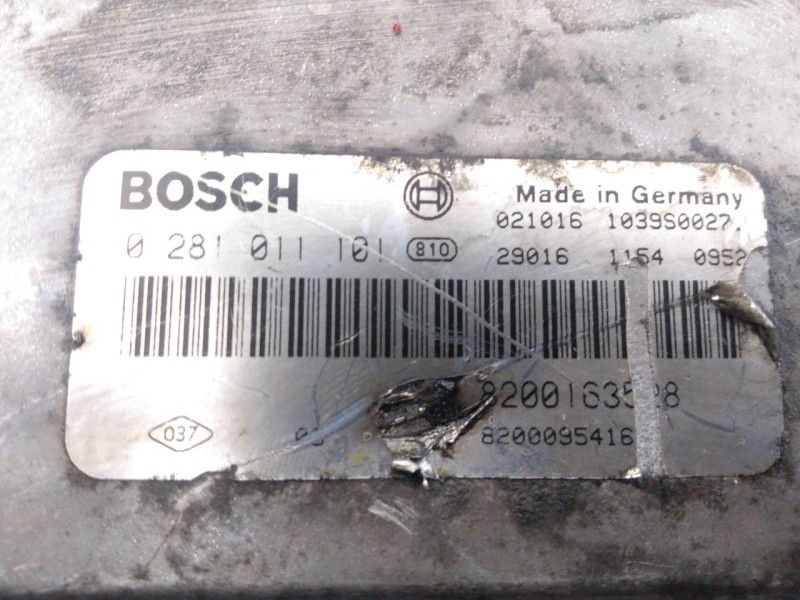 BOSCH
Made in Germany
021016 1039S0027
0 281 011 101 810
29016 1154 0952
037
8200095416